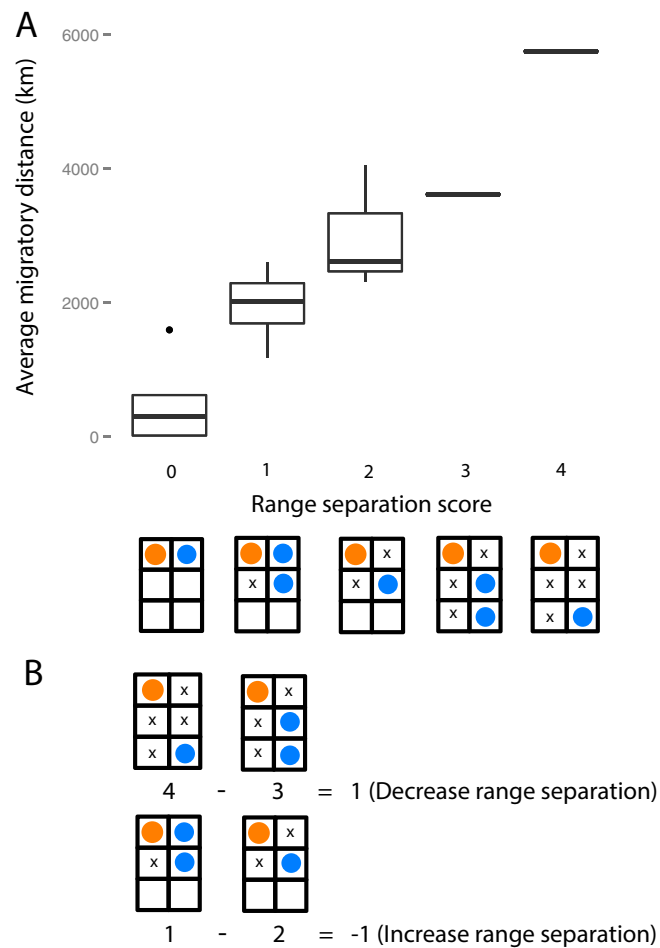 A
Average migratory distance (km)
6000
4000
2000
0
0 1 2 3 4
Range separation score
x x x x
x x x x x
x x
B
x x
x x x
x x
4 - 3 = 1 (Decrease range separation)
x
x x
1 - 2 = -1 (Increase range separation)